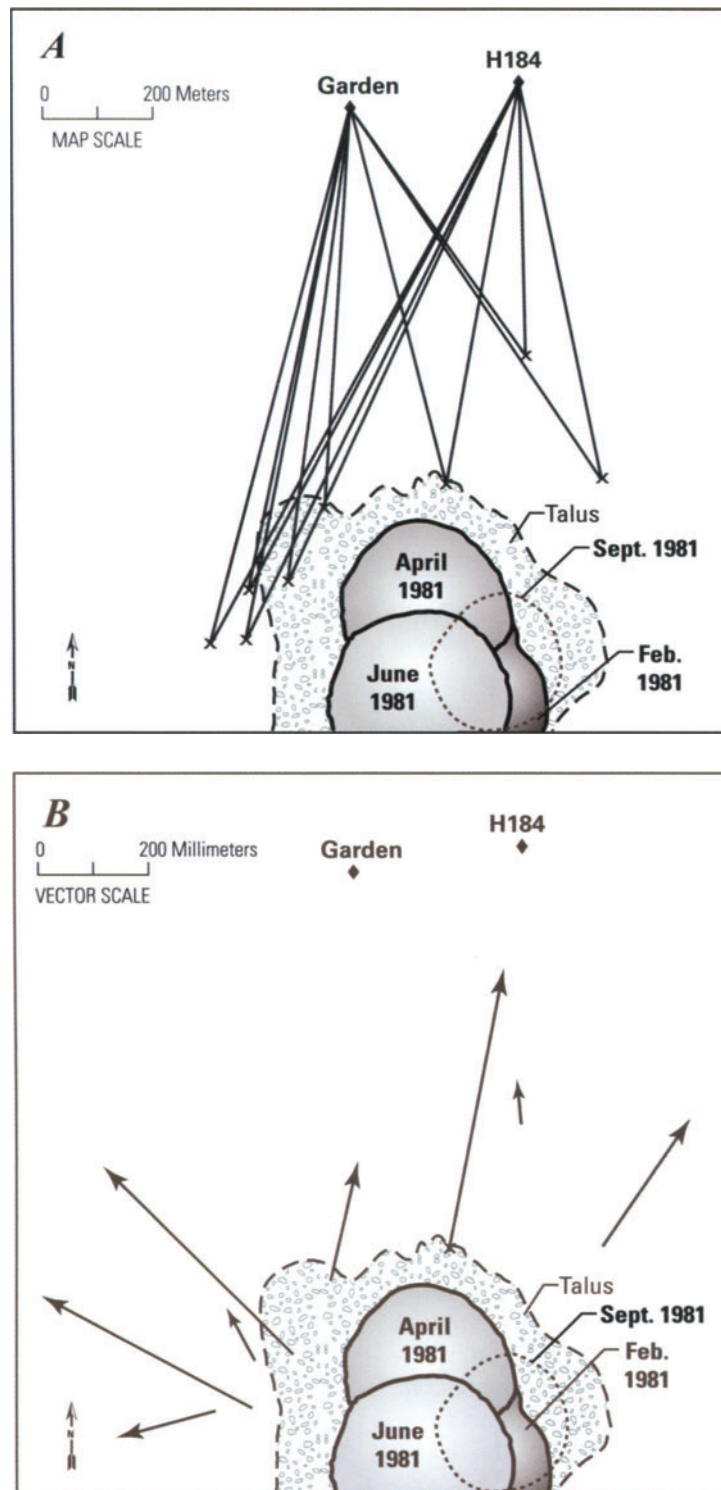 A
0 200 Meters
MAP SCALE
Garden
H184
Talus
Sept. 1981
April
1981
June
1981
Feb.
1981
N
B
0 200 Millimeters
VECTOR SCALE
Garden
H184
Talus
Sept. 1981
April
1981
Feb.
1981
June
1981
N